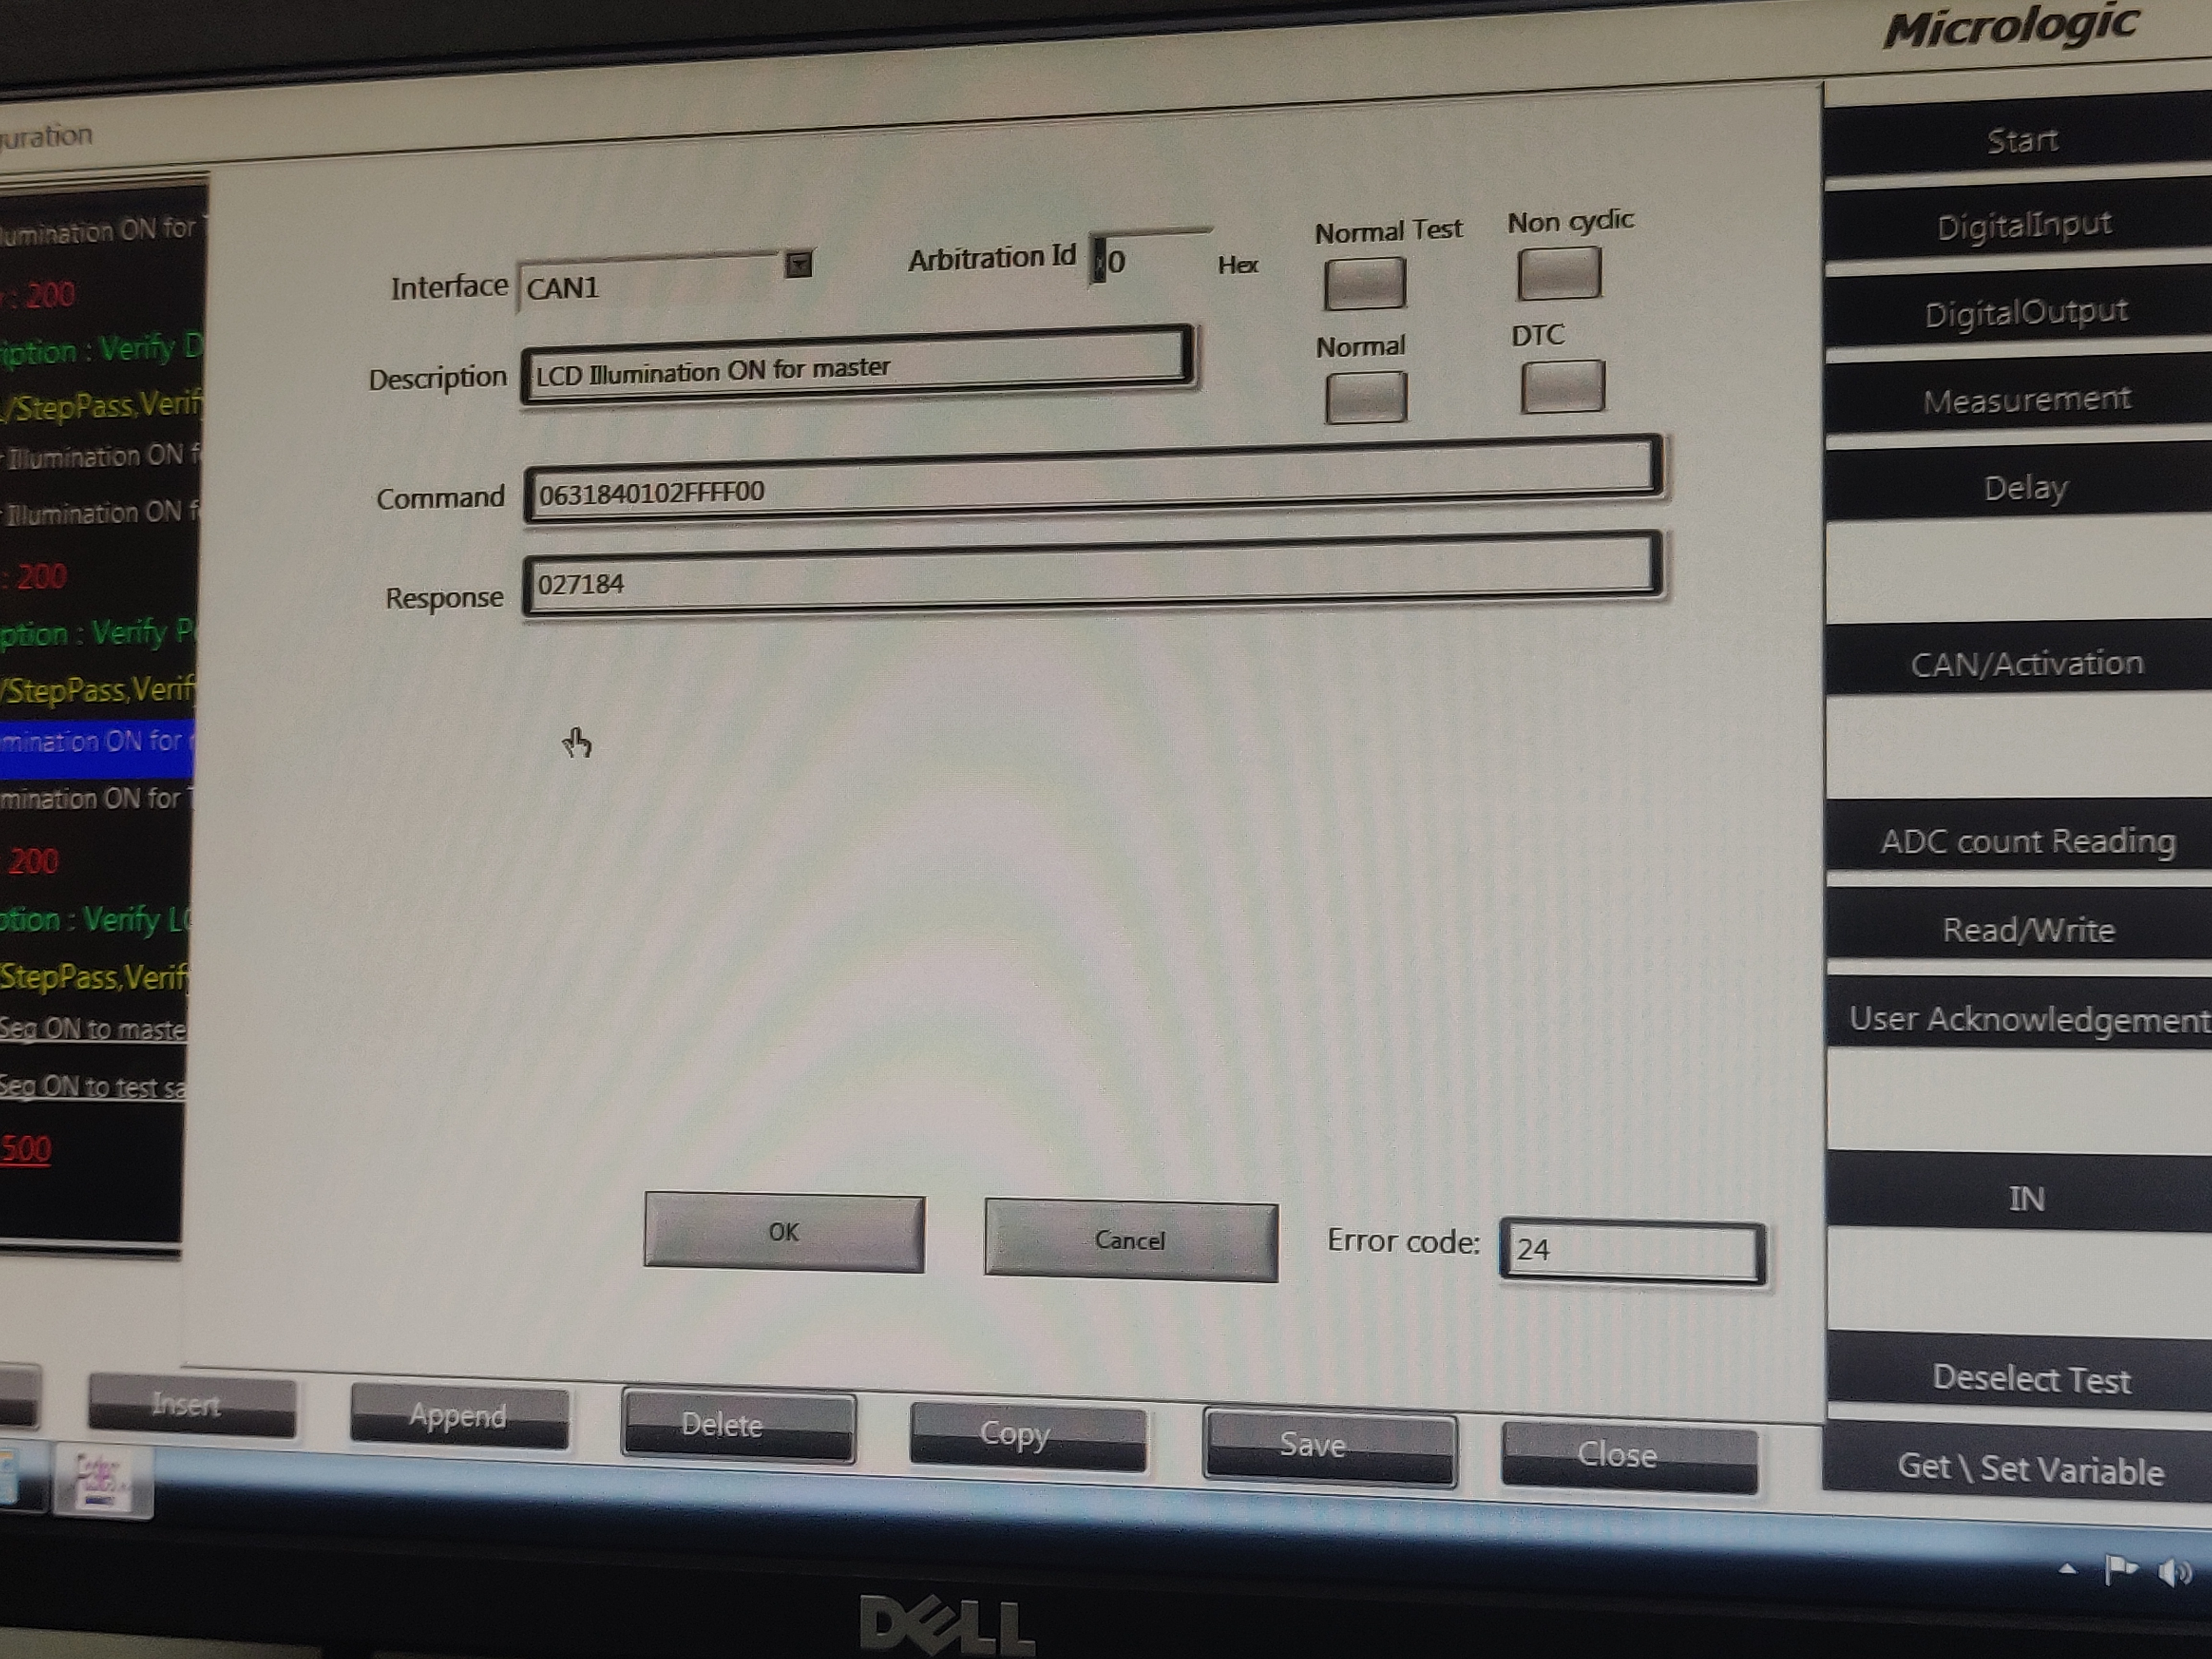 Micrologic
uration
lumination ON for
: 200
iption : Verify D
/StepPass,Verif
Illumination ON f
Illumination ON f
: 200
ption : Verify P
/StepPass,Verif
mination ON for
mination ON for T
200
otion : Verify LC
StepPass,Verif
Seg ON to maste
Seg ON to test sa
500
Interface CAN1
Arbitration Id 0 Hex
Normal Test
Non cyclic
Description LCD Illumination ON for master
Normal
DTC
Command 0631840102FFFF00
Response 027184
OK
Cancel
Error code: 24
Start
DigitalInput
DigitalOutput
Measurement
Delay
CAN/Activation
ADC count Reading
Read/Write
User Acknowledgement
IN
Deselect Test
Get \ Set Variable
Insert
Append
Delete
Copy
Save
Close
DELL